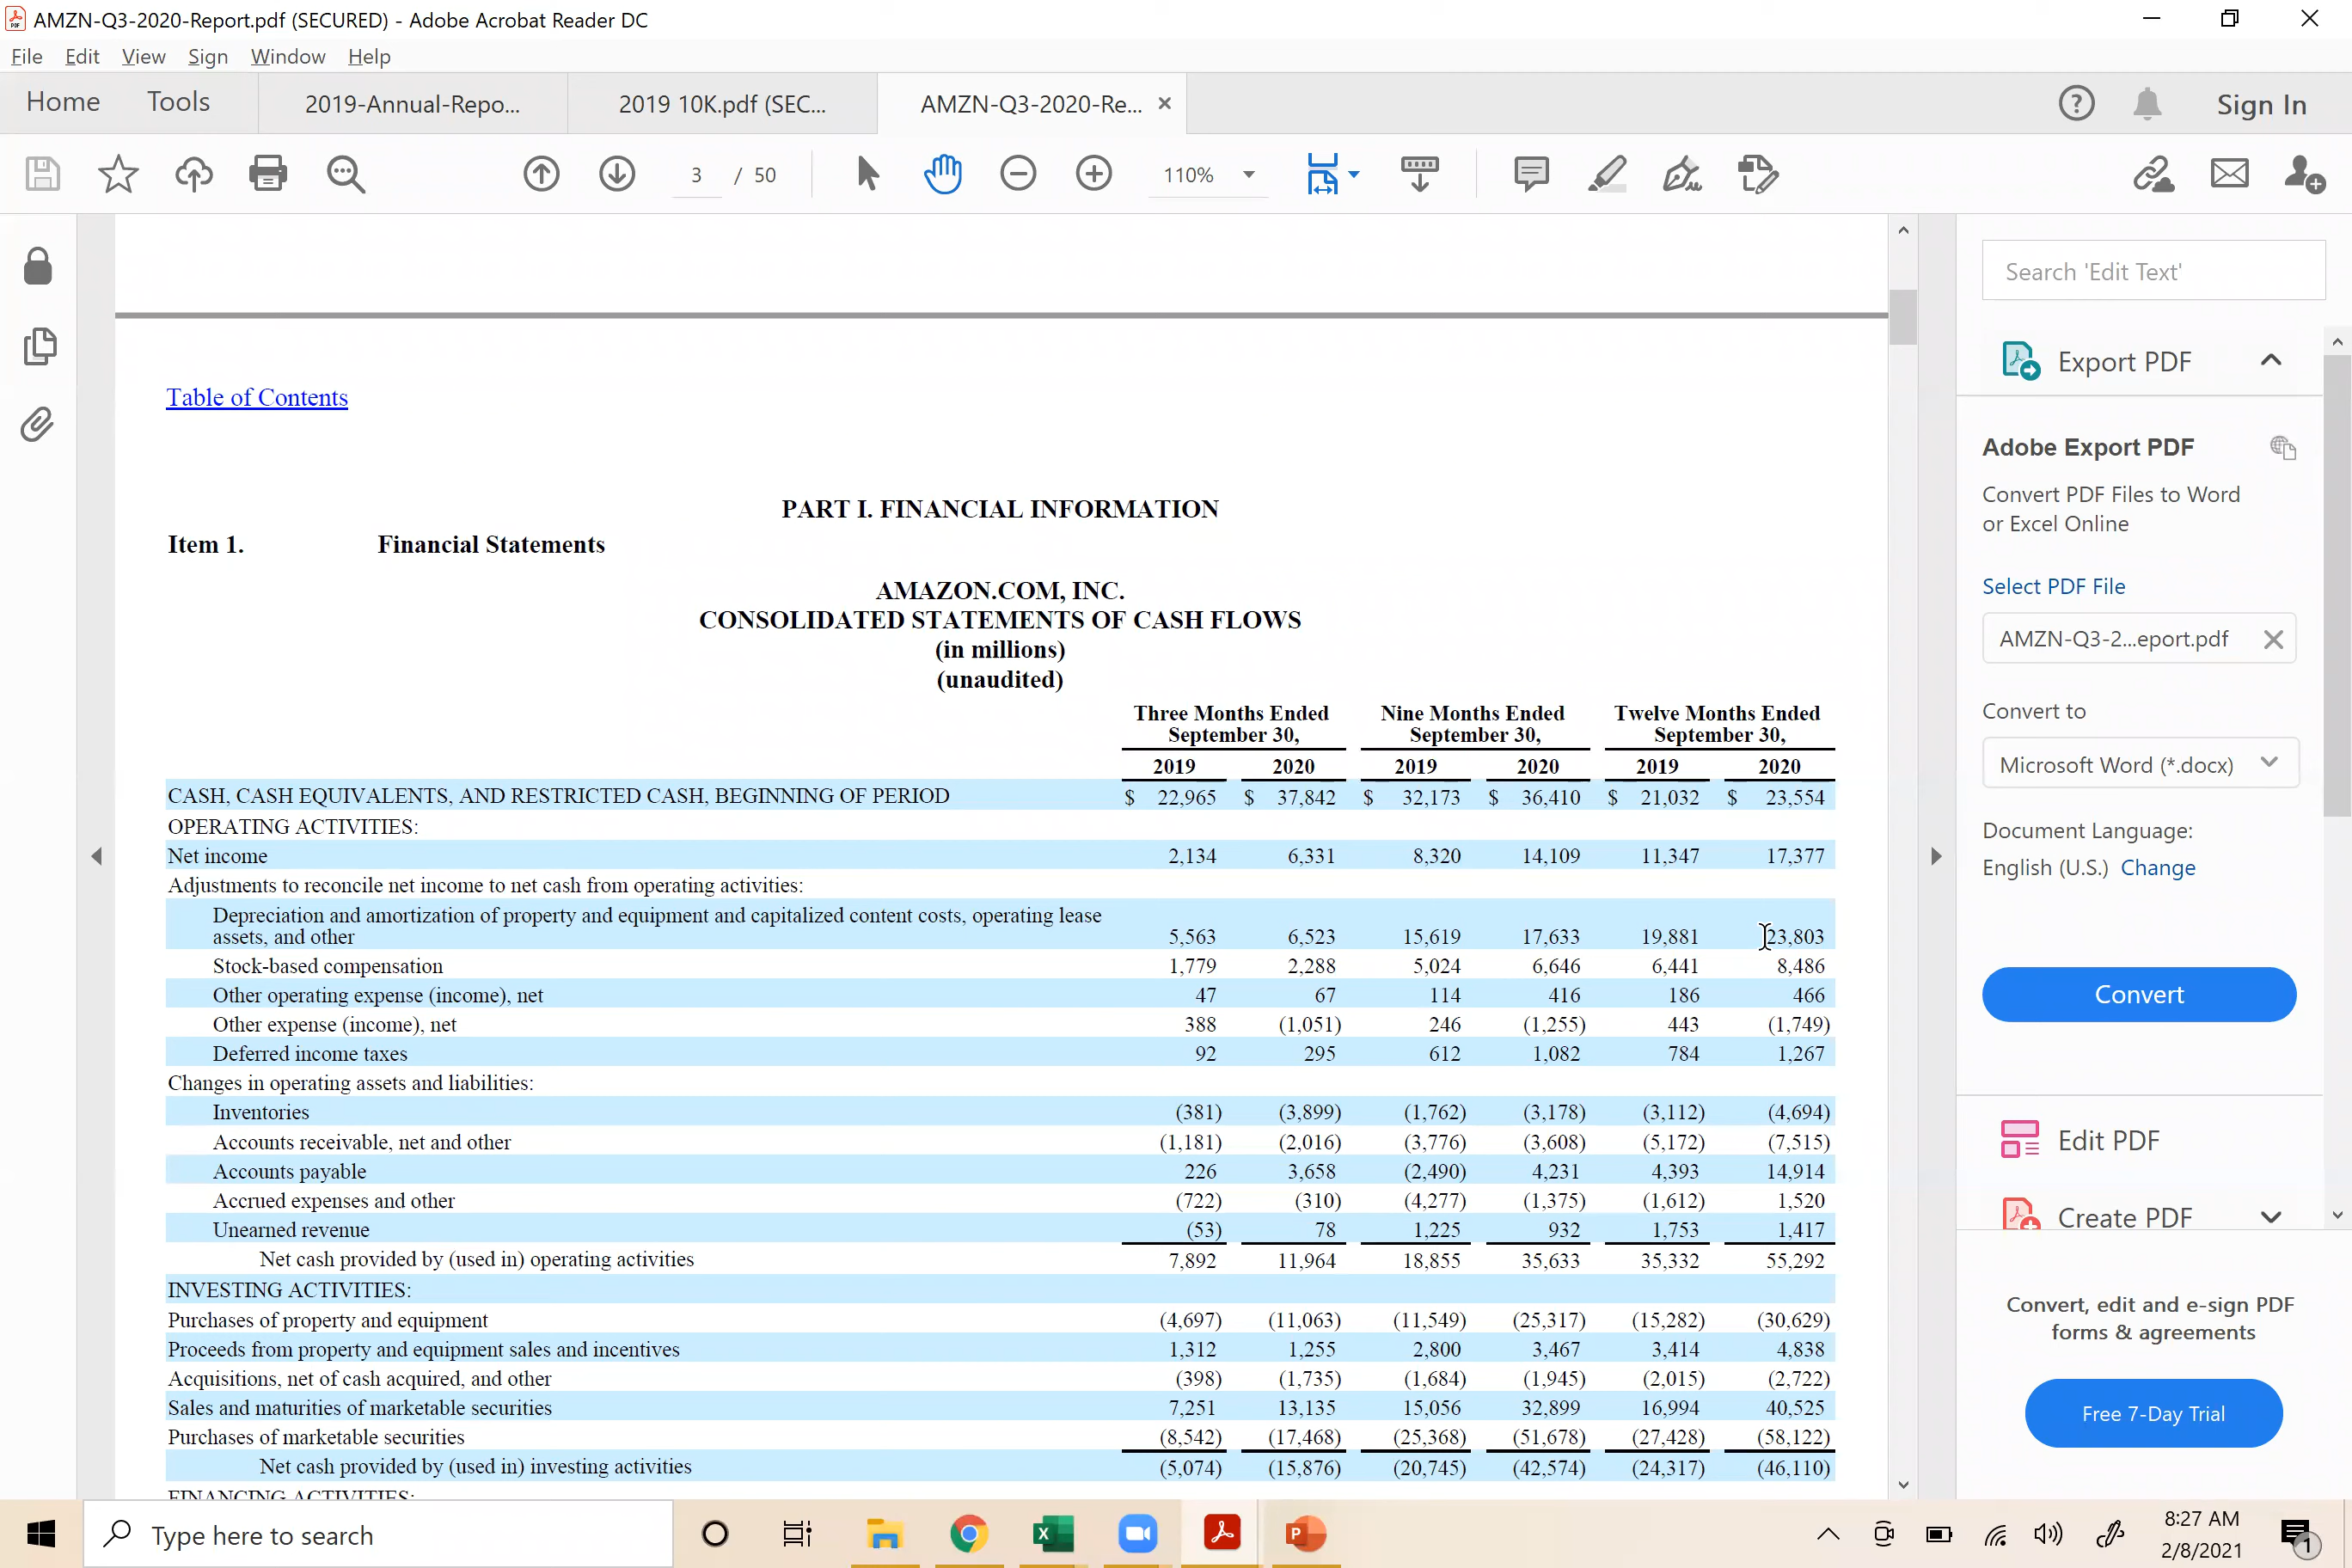 AMZN-Q3-2020-Report.pdf (SECURED) - Adobe Acrobat Reader DC
File Edit View Sign Window Help
Home Tools 2019-Annual-Repo... 2019 10K.pdf (SEC... AMZN-Q3-2020-Re... Sign In
3 / 50 110%
Table of Contents
PART I. FINANCIAL INFORMATION
Item 1. Financial Statements
AMAZON.COM, INC.
CONSOLIDATED STATEMENTS OF CASH FLOWS
(in millions)
(unaudited)
Three Months Ended Nine Months Ended Twelve Months Ended
September 30, September 30, September 30,
2019 2020 2019 2020 2019 2020
CASH, CASH EQUIVALENTS, AND RESTRICTED CASH, BEGINNING OF PERIOD $ 22,965 $ 37,842 $ 32,173 $ 36,410 $ 21,032 $ 23,554
OPERATING ACTIVITIES:
Net income 2,134 6,331 8,320 14,109 11,347 17,377
Adjustments to reconcile net income to net cash from operating activities:
Depreciation and amortization of property and equipment and capitalized content costs, operating lease
assets, and other 5,563 6,523 15,619 17,633 19,881 23,803
Stock-based compensation 1,779 2,288 5,024 6,646 6,441 8,486
Other operating expense (income), net 47 67 114 416 186 466
Other expense (income), net 388 (1,051) 246 (1,255) 443 (1,749)
Deferred income taxes 92 295 612 1,082 784 1,267
Changes in operating assets and liabilities:
Inventories (381) (3,899) (1,762) (3,178) (3,112) (4,694)
Accounts receivable, net and other (1,181) (2,016) (3,776) (3,608) (5,172) (7,515)
Accounts payable 226 3,658 (2,490) 4,231 4,393 14,914
Accrued expenses and other (722) (310) (4,277) (1,375) (1,612) 1,520
Unearned revenue (53) 78 1,225 932 1,753 1,417
Net cash provided by (used in) operating activities 7,892 11,964 18,855 35,633 35,332 55,292
INVESTING ACTIVITIES:
Purchases of property and equipment (4,697) (11,063) (11,549) (25,317) (15,282) (30,629)
Proceeds from property and equipment sales and incentives 1,312 1,255 2,800 3,467 3,414 4,838
Acquisitions, net of cash acquired, and other (398) (1,735) (1,684) (1,945) (2,015) (2,722)
Sales and maturities of marketable securities 7,251 13,135 15,056 32,899 16,994 40,525
Purchases of marketable securities (8,542) (17,468) (25,368) (51,678) (27,428) (58,122)
Net cash provided by (used in) investing activities (5,074) (15,876) (20,745) (42,574) (24,317) (46,110)
FINANCING ACTIVITIES:
Search 'Edit Text'
Export PDF
Adobe Export PDF
Convert PDF Files to Word
or Excel Online
Select PDF File
AMZN-Q3-2...eport.pdf
Convert to
Microsoft Word (*.docx)
Document Language:
English (U.S.) Change
Convert
Edit PDF
Create PDF
Convert, edit and e-sign PDF
forms & agreements
Free 7-Day Trial
Type here to search
8:27 AM
2/8/2021
1